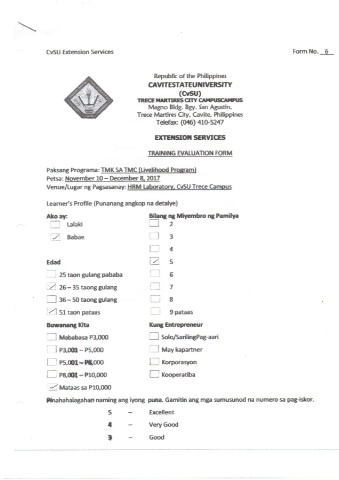 CvSU Extension Services Form No. 6
Republic of the Philippines
CAVITESTATEUNIVERSITY
(CvSU)
TRECE MARTIRES CITY CAMPUSCAMPUS
Magno Bldg. Bgy. San Agustin,
Trece Martires City, Cavite, Philippines
Telefax: (046) 410-5247
EXTENSION SERVICES
TRAINING EVALUATION FORM
Paksang Programa: TMK SA TMC (Livelihood Program)
Petsa: November 10 – December 8, 2017
Venue/Lugar ng Pagsasanay: HRM Laboratory, CvSU Trece Campus
Learner's Profile (Punanang angkop na detalye)
Ako ay: Bilang ng Miyembro ng Pamilya
Lalaki 2
Babae 3
4
Edad 5
25 taon gulang pababa 6
26 – 35 taong gulang 7
36 – 50 taong gulang 8
51 taon pataas 9 pataas
Buwanang Kita Kung Entrepreneur
Mababasa P3,000 Solo/SarilingPag-aari
P3,001 – P5,000 May kapartner
P5,001 – P8,000 Korporasyon
P8,001 – P10,000 Kooperatiba
Mataas sa P10,000
Pinahahalagahan naming ang iyong puna. Gamitin ang mga sumusunod na numero sa pag-iskor.
5 – Excellent
4 – Very Good
3 – Good